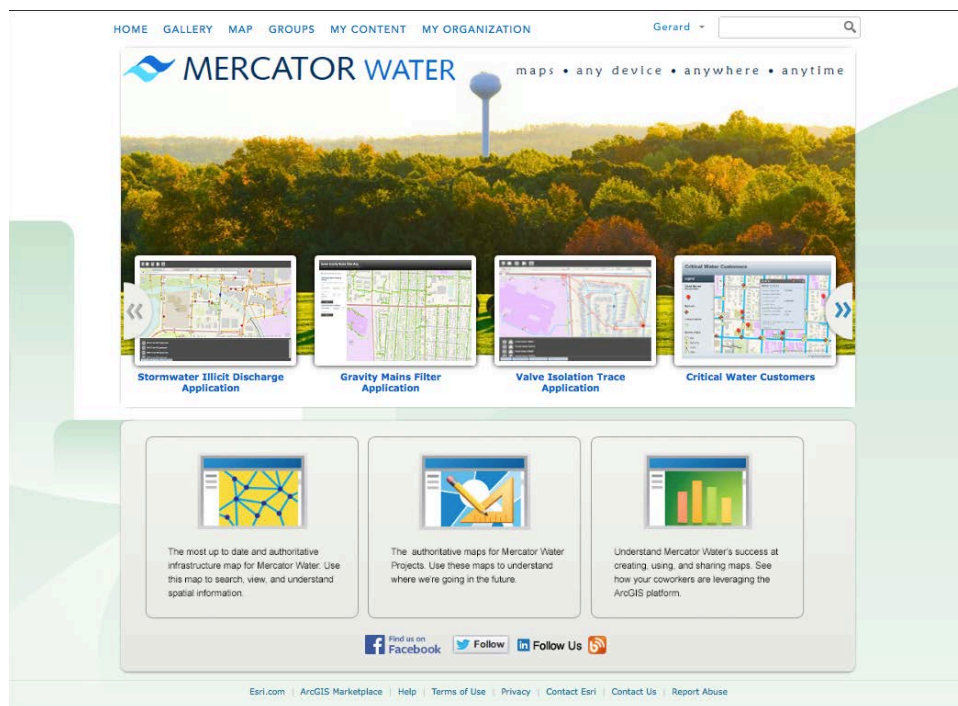 HOME GALLERY MAP GROUPS MY CONTENT MY ORGANIZATION Gerard
MERCATOR WATER maps • any device • anywhere • anytime
Critical Water Customers
Stormwater Illicit Discharge
Application
Gravity Mains Filter
Application
Valve Isolation Trace
Application
Critical Water Customers
The most up to date and authoritative
infrastructure map for Mercator Water. Use
this map to search, view, and understand
spatial information.
The authoritative maps for Mercator Water
Projects. Use these maps to understand
where we're going in the future.
Understand Mercator Water's success at
creating, using, and sharing maps. See
how your coworkers are leveraging the
ArcGIS platform.
Find us on
Facebook
Follow
in Follow Us
Esri.com | ArcGIS Marketplace | Help | Terms of Use | Privacy | Contact Esri | Contact Us | Report Abuse